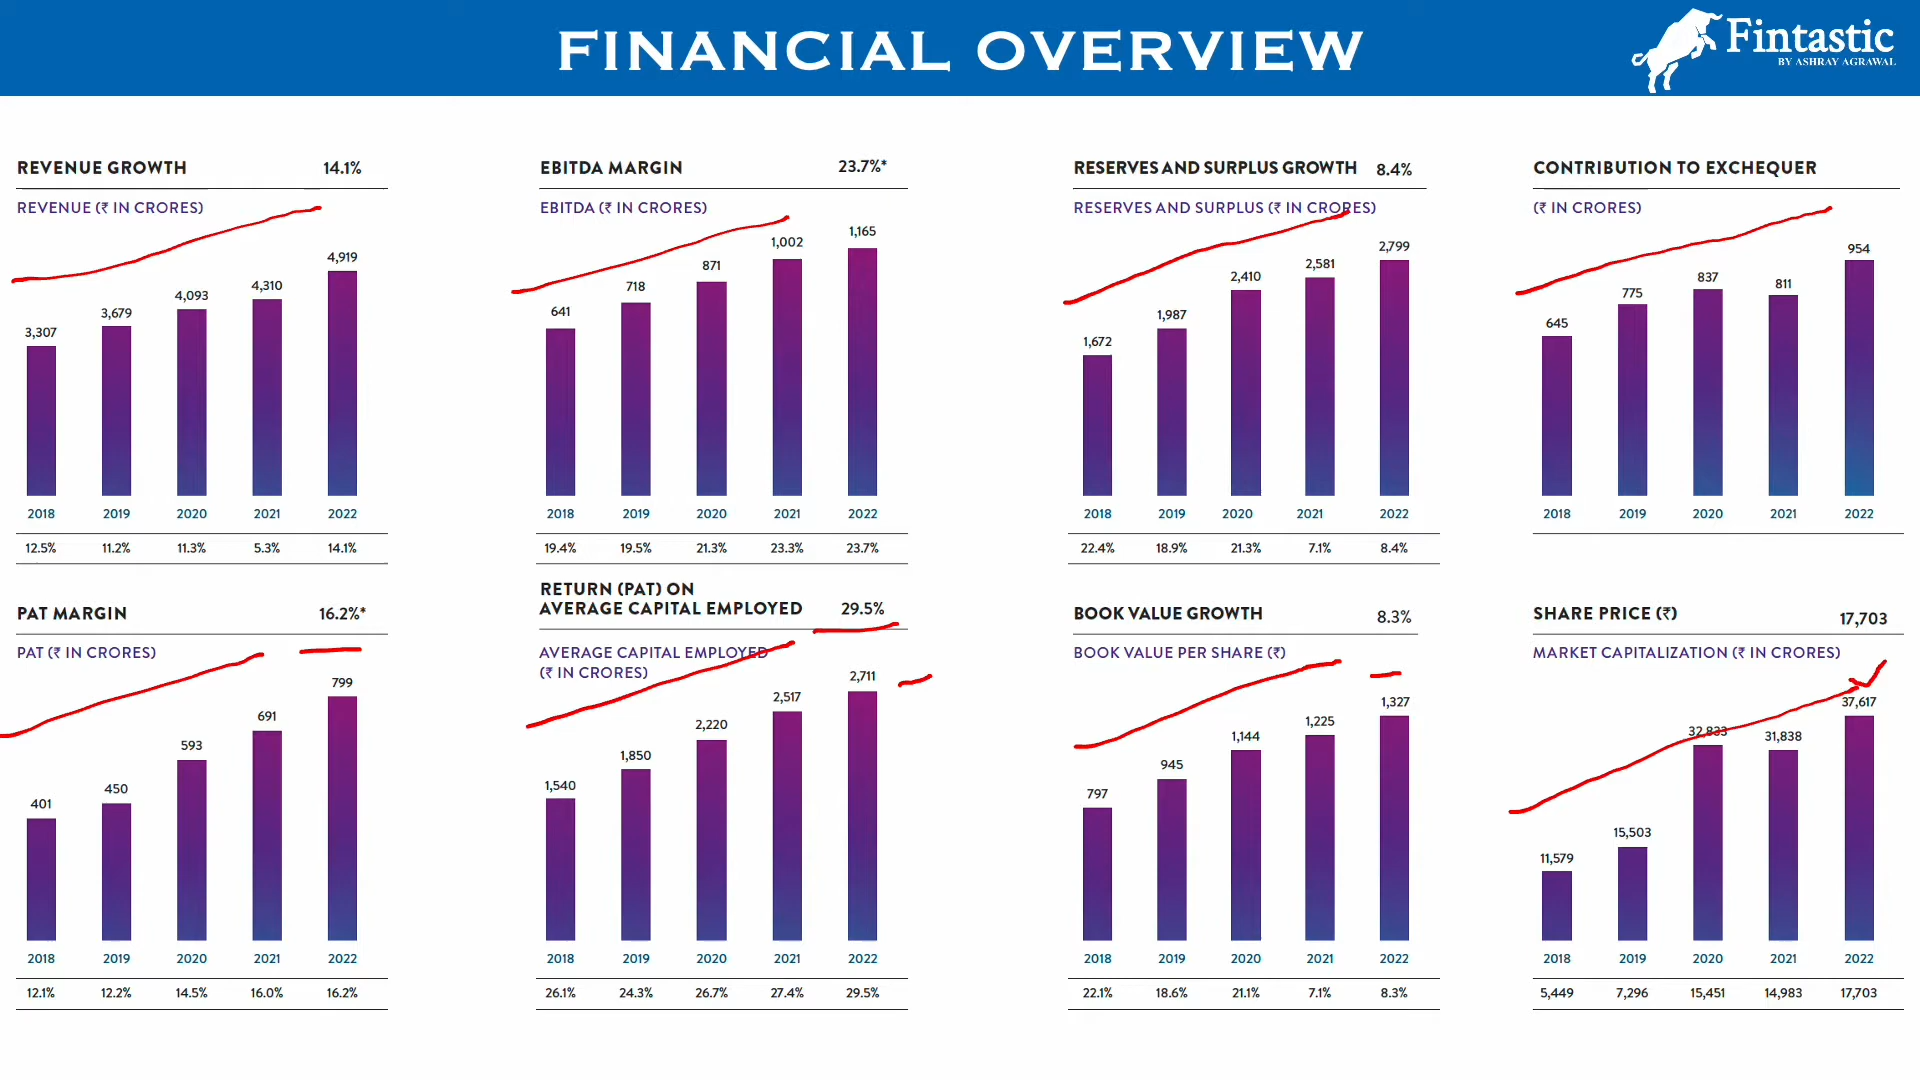 FINANCIAL OVERVIEW
Fintastic
BY ASHRAY AGRAWAL
REVENUE GROWTH 14.1%
REVENUE (₹ IN CRORES)
3,307 3,679 4,093 4,310 4,919
2018 2019 2020 2021 2022
12.5% 11.2% 11.3% 5.3% 14.1%
EBITDA MARGIN 23.7%*
EBITDA (₹ IN CRORES)
641 718 871 1,002 1,165
2018 2019 2020 2021 2022
19.4% 19.5% 21.3% 23.3% 23.7%
RESERVES AND SURPLUS GROWTH 8.4%
RESERVES AND SURPLUS (₹ IN CRORES)
1,672 1,987 2,410 2,581 2,799
2018 2019 2020 2021 2022
22.4% 18.9% 21.3% 7.1% 8.4%
CONTRIBUTION TO EXCHEQUER
(₹ IN CRORES)
645 775 837 811 954
2018 2019 2020 2021 2022
PAT MARGIN 16.2%*
PAT (₹ IN CRORES)
401 450 593 691 799
2018 2019 2020 2021 2022
12.1% 12.2% 14.5% 16.0% 16.2%
RETURN (PAT) ON
AVERAGE CAPITAL EMPLOYED 29.5%
AVERAGE CAPITAL EMPLOYED
(₹ IN CRORES)
1,540 1,850 2,220 2,517 2,711
2018 2019 2020 2021 2022
26.1% 24.3% 26.7% 27.4% 29.5%
BOOK VALUE GROWTH 8.3%
BOOK VALUE PER SHARE (₹)
797 945 1,144 1,225 1,327
2018 2019 2020 2021 2022
22.1% 18.6% 21.1% 7.1% 8.3%
SHARE PRICE (₹) 17,703
MARKET CAPITALIZATION (₹ IN CRORES)
11,579 15,503 32,833 31,838 37,617
2018 2019 2020 2021 2022
5,449 7,296 15,451 14,983 17,703